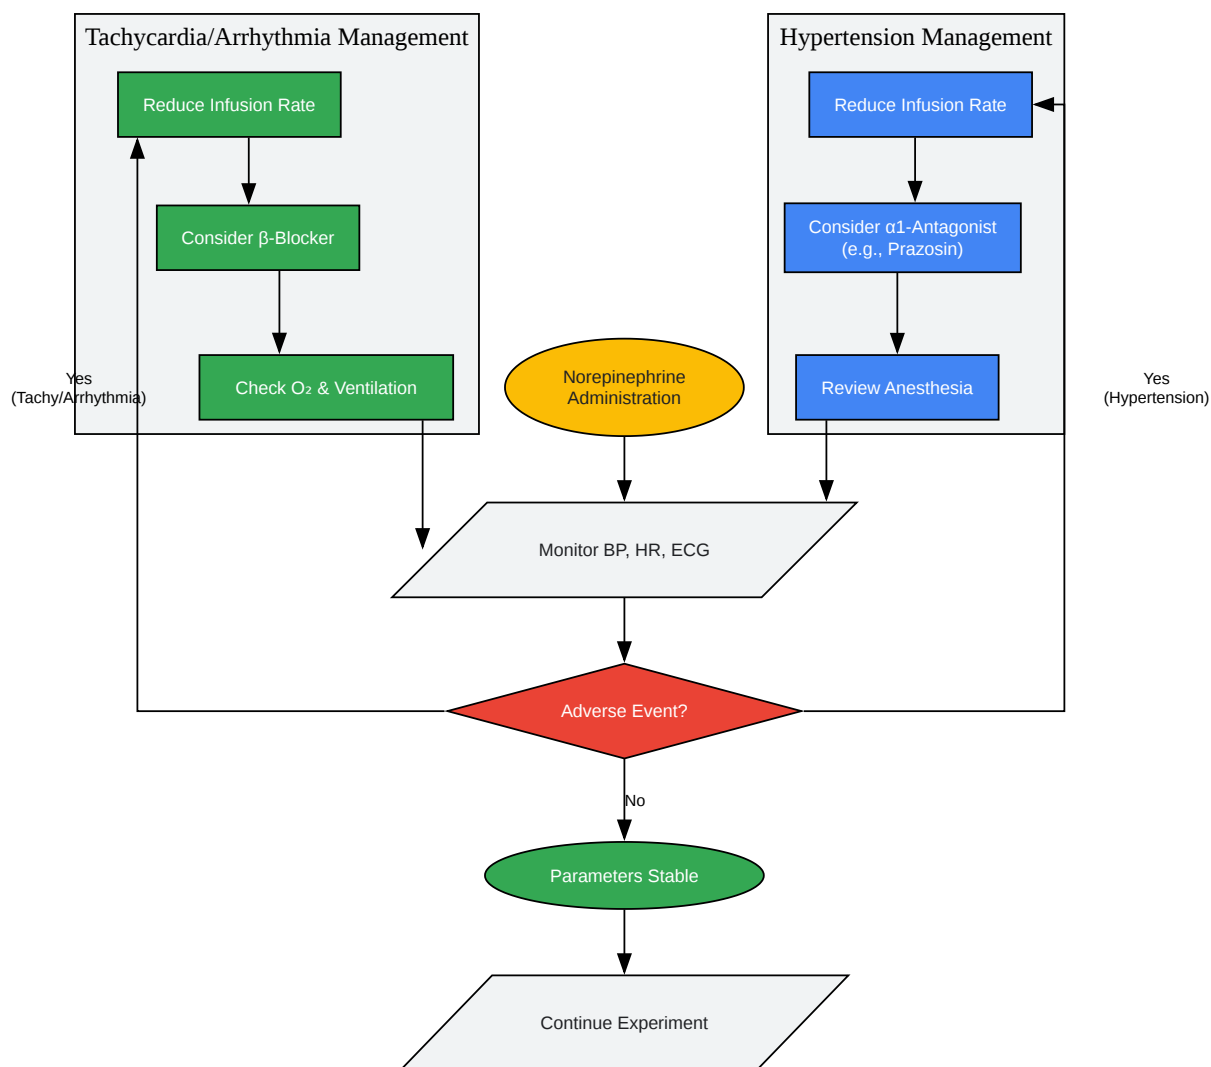 Tachycardia/Arrhythmia Management
Reduce Infusion Rate
Consider β-Blocker
Check O₂ & Ventilation
Yes
(Tachy/Arrhythmia)
Hypertension Management
Reduce Infusion Rate
Consider α1-Antagonist
(e.g., Prazosin)
Review Anesthesia
Yes
(Hypertension)
Norepinephrine
Administration
Monitor BP, HR, ECG
Adverse Event?
No
Parameters Stable
Continue Experiment